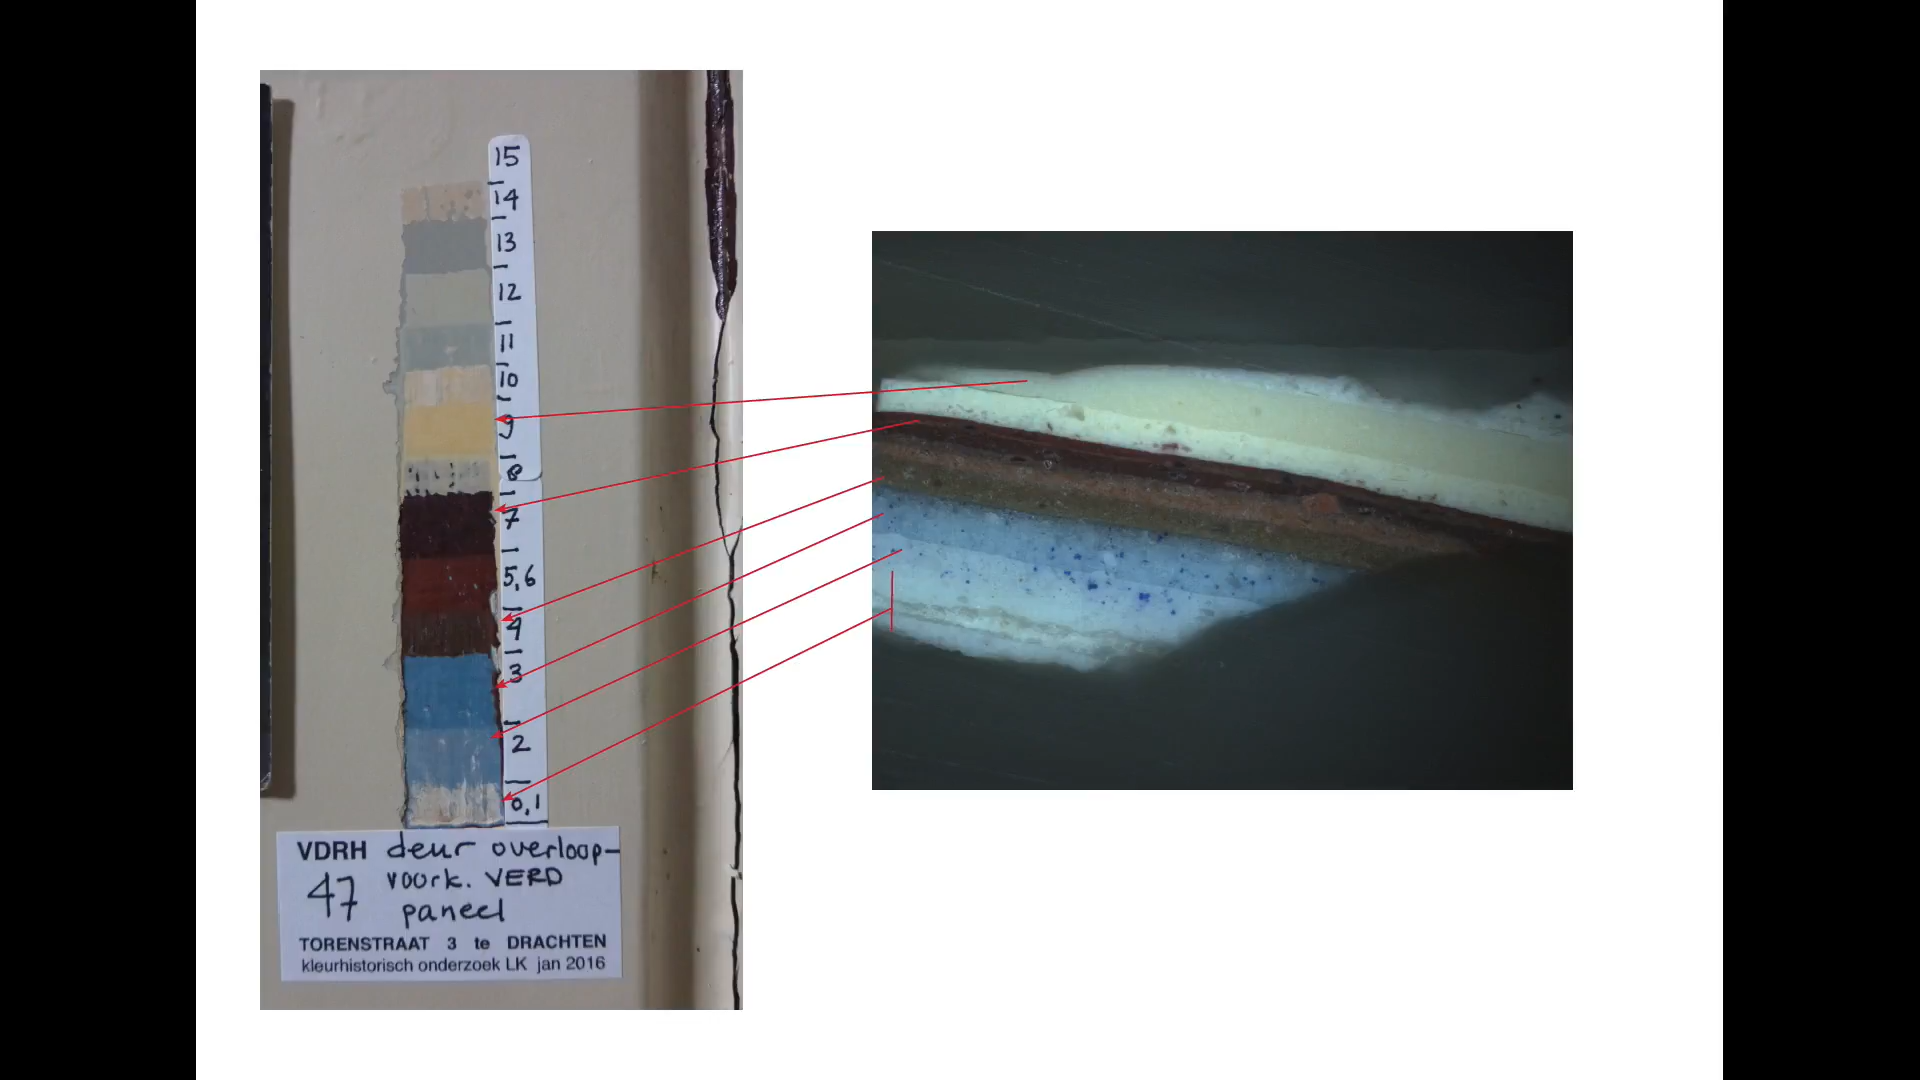 15
14
13
12
11
10
9
8
7
5,6
4
3
2
0,1
VDRH deur overloop-
47 voork. VERD
paneel
TORENSTRAAT 3 te DRACHTEN
kleurhistorisch onderzoek LK jan 2016